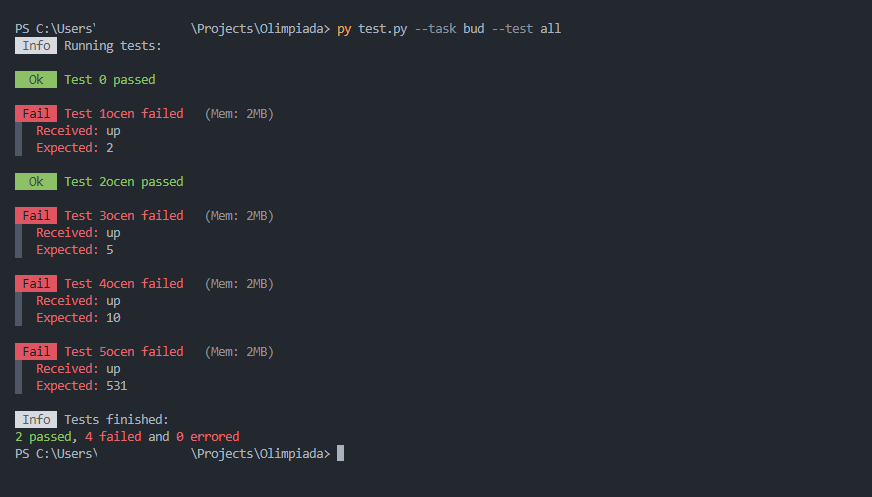 PS C:\Users\ \Projects\Olimpiada> py test.py --task bud --test all
Info Running tests:
Ok Test 0 passed
Fail Test 1ocen failed (Mem: 2MB)
Received: up
Expected: 2
Ok Test 2ocen passed
Fail Test 3ocen failed (Mem: 2MB)
Received: up
Expected: 5
Fail Test 4ocen failed (Mem: 2MB)
Received: up
Expected: 10
Fail Test 5ocen failed (Mem: 2MB)
Received: up
Expected: 531
Info Tests finished:
2 passed, 4 failed and 0 errored
PS C:\Users\ \Projects\Olimpiada>